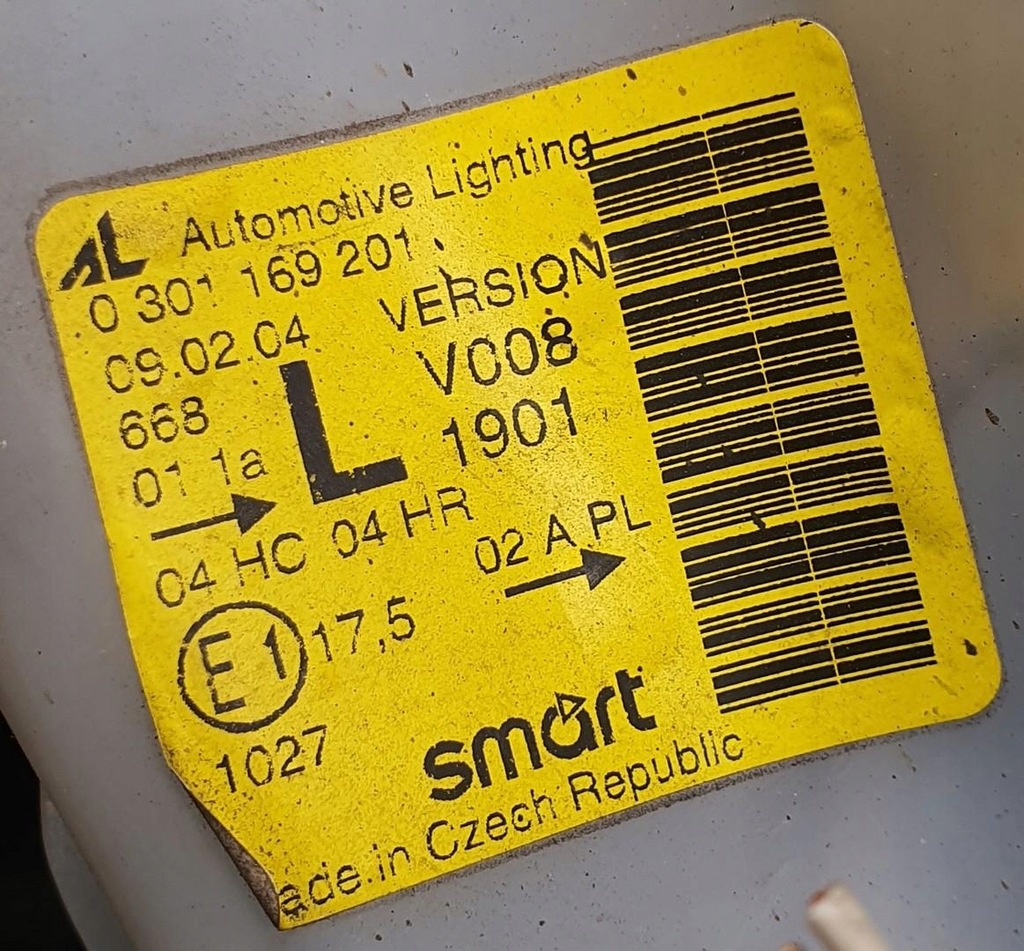 AL Automotive Lighting
0 301 169 201
09.02.04 VERSION
668 L V008
01 1a 1901
04 HC 04 HR 02 A PL
E1 17,5
1027
smart
ade in Czech Republic